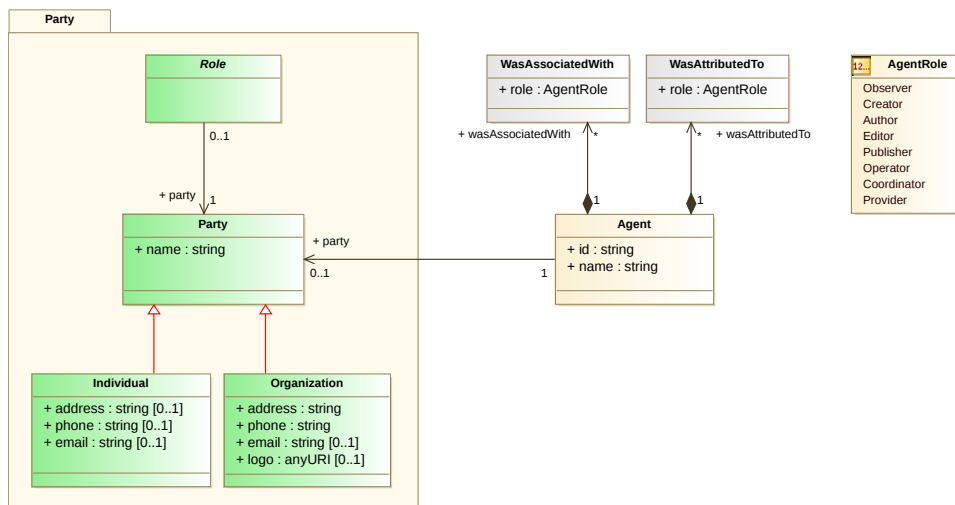 Party
Role
0..1
+ party
1
Party
+ name : string
Individual
+ address : string [0..1]
+ phone : string [0..1]
+ email : string [0..1]
Organization
+ address : string
+ phone : string
+ email : string [0..1]
+ logo : anyURI [0..1]
+ party
0..1
1
WasAssociatedWith
+ role : AgentRole
+ wasAssociatedWith
*
1
WasAttributedTo
+ role : AgentRole
*
+ wasAttributedTo
1
Agent
+ id : string
+ name : string
12...
AgentRole
Observer
Creator
Author
Editor
Publisher
Operator
Coordinator
Provider